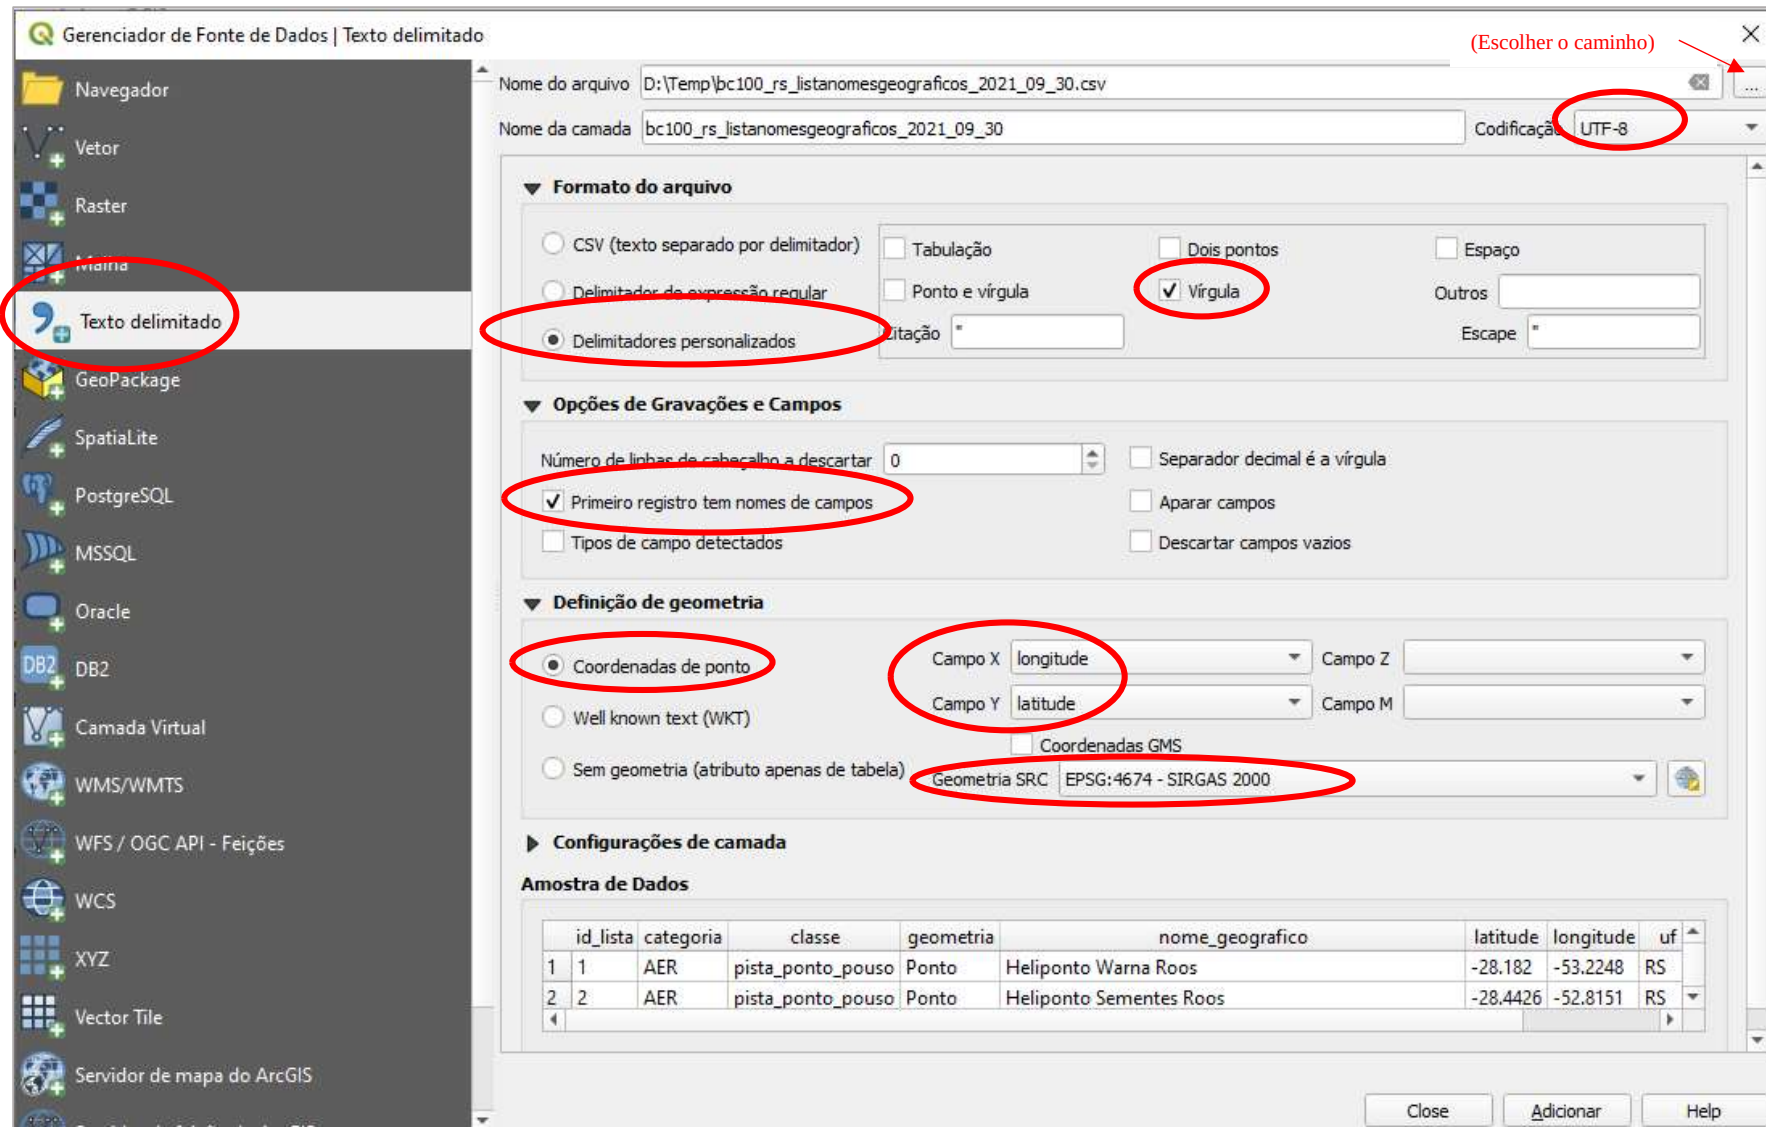 Gerenciador de Fonte de Dados | Texto delimitado
(Escolher o caminho)
Navegador
Vetor
Raster
Malha
Texto delimitado
GeoPackage
SpatiaLite
PostgreSQL
MSSQL
Oracle
DB2
DB2
Camada Virtual
WMS/WMTS
WFS / OGC API - Feições
WCS
XYZ
Vector Tile
Servidor de mapa do ArcGIS
Nome do arquivo D:\Temp\bc100_rs_listanomesgeograficos_2021_09_30.csv ...
Nome da camada bc100_rs_listanomesgeograficos_2021_09_30 Codificação UTF-8
Formato do arquivo
CSV (texto separado por delimitador) Tabulação Dois pontos Espaço
Delimitador de expressão regular Ponto e vírgula Vírgula Outros
Delimitadores personalizados Citação " Escape "
Opções de Gravações e Campos
Número de linhas de cabeçalho a descartar 0 Separador decimal é a vírgula
Primeiro registro tem nomes de campos Aparar campos
Tipos de campo detectados Descartar campos vazios
Definição de geometria
Coordenadas de ponto Campo X longitude Campo Z
Well known text (WKT) Campo Y latitude Campo M
Coordenadas GMS
Sem geometria (atributo apenas de tabela) Geometria SRC EPSG:4674 - SIRGAS 2000
Configurações de camada
Amostra de Dados
id_lista categoria classe geometria nome_geografico latitude longitude uf
1 1 AER pista_ponto_pouso Ponto Heliponto Warna Roos -28.182 -53.2248 RS
2 2 AER pista_ponto_pouso Ponto Heliponto Sementes Roos -28.4426 -52.8151 RS
Close Adicionar Help